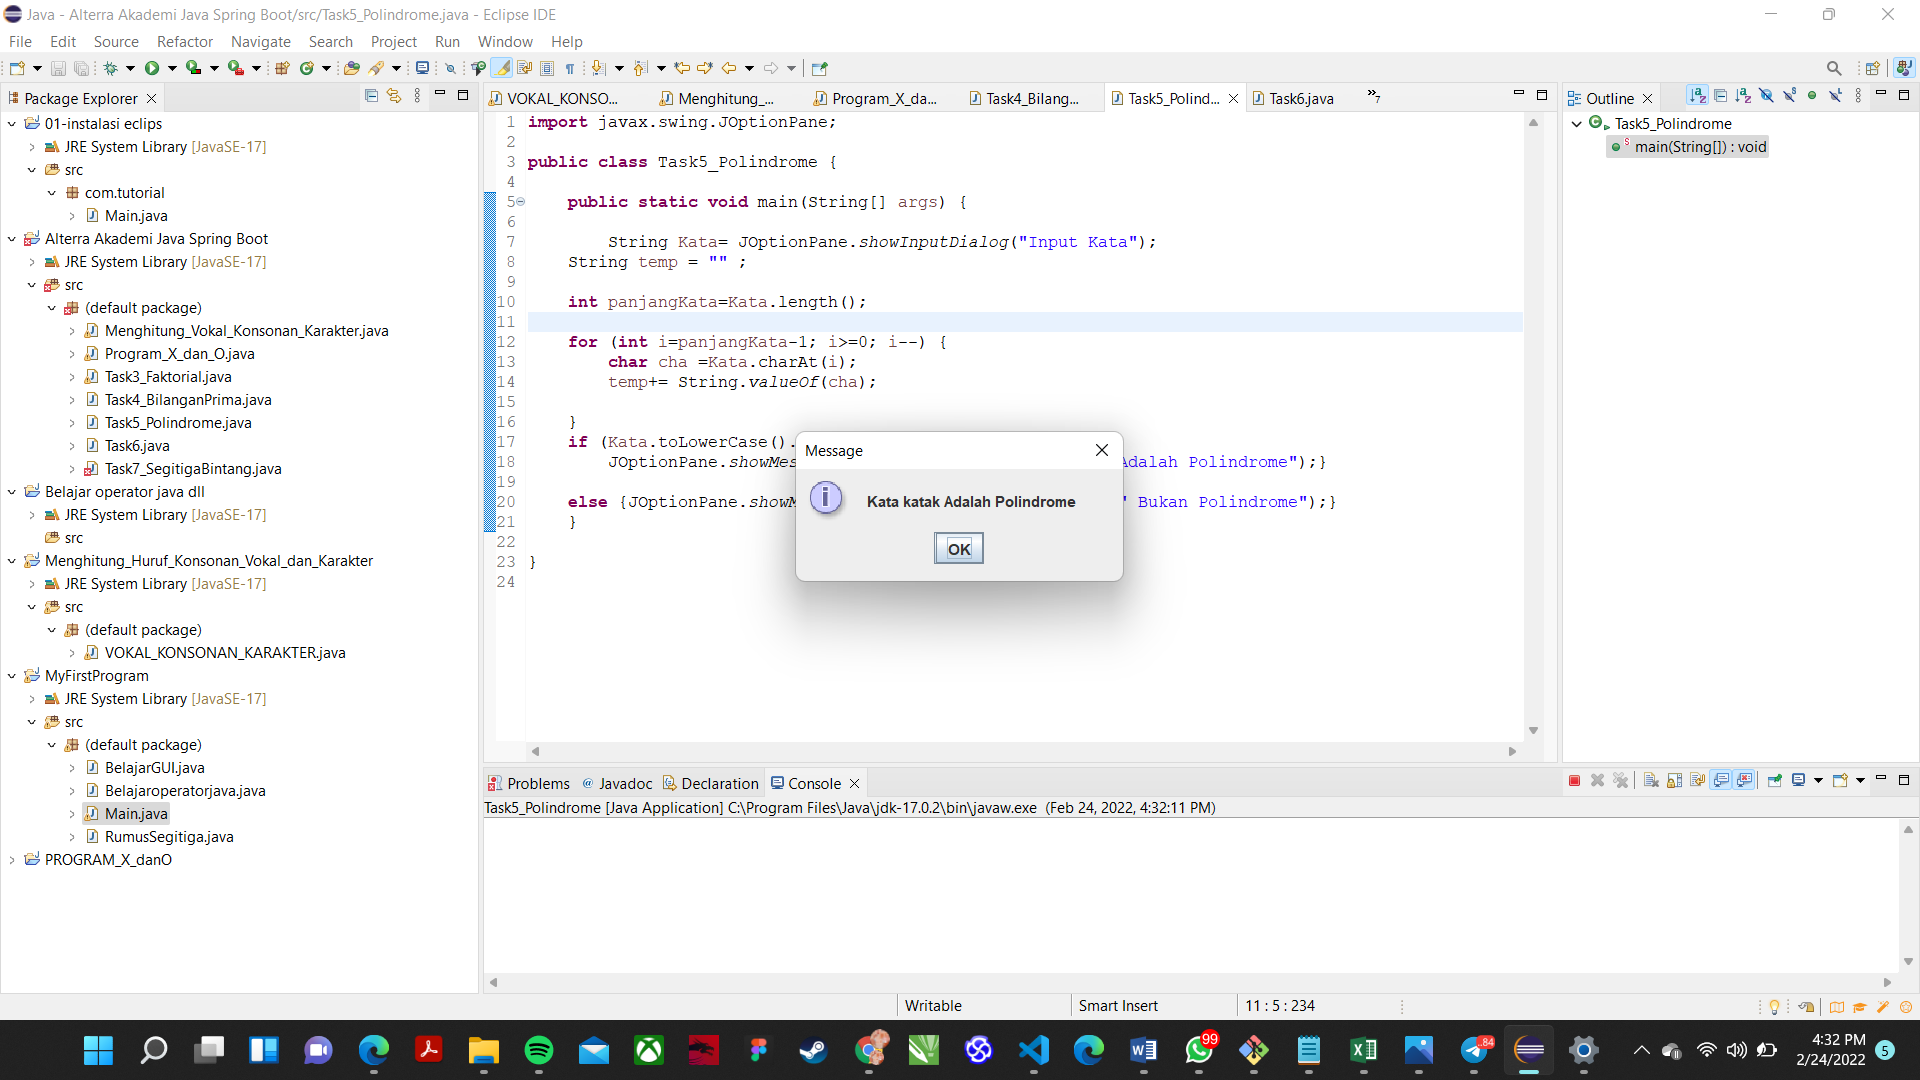 Java - Alterra Akademi Java Spring Boot/src/Task5_Polindrome.java - Eclipse IDE
File Edit Source Refactor Navigate Search Project Run Window Help
Package Explorer
01-instalasi eclips
JRE System Library [JavaSE-17]
src
com.tutorial
Main.java
Alterra Akademi Java Spring Boot
JRE System Library [JavaSE-17]
src
(default package)
Menghitung_Vokal_Konsonan_Karakter.java
Program_X_dan_O.java
Task3_Faktorial.java
Task4_BilanganPrima.java
Task5_Polindrome.java
Task6.java
Task7_SegitigaBintang.java
Belajar operator java dll
JRE System Library [JavaSE-17]
src
Menghitung_Huruf_Konsonan_Vokal_dan_Karakter
JRE System Library [JavaSE-17]
src
(default package)
VOKAL_KONSONAN_KARAKTER.java
MyFirstProgram
JRE System Library [JavaSE-17]
src
(default package)
BelajarGUI.java
Belajaroperatorjava.java
Main.java
RumusSegitiga.java
PROGRAM_X_danO
VOKAL_KONSO... Menghitung_... Program_X_da... Task4_Bilang... Task5_Polind... Task6.java »7
1 import javax.swing.JOptionPane;
2
3 public class Task5_Polindrome {
4
5 public static void main(String[] args) {
6
7 String Kata= JOptionPane.showInputDialog("Input Kata");
8 String temp = "" ;
9
10 int panjangKata=Kata.length();
11
12 for (int i=panjangKata-1; i>=0; i--) {
13 char cha =Kata.charAt(i);
14 temp+= String.valueOf(cha);
15
16 }
17 if (Kata.toLowerCase().
18 JOptionPane.showMes Adalah Polindrome");}
19
20 else {JOptionPane.showM " Bukan Polindrome");}
21 }
22
23 }
24
Message
Kata katak Adalah Polindrome
OK
Outline
Task5_Polindrome
main(String[]) : void
Problems Javadoc Declaration Console
Task5_Polindrome [Java Application] C:\Program Files\Java\jdk-17.0.2\bin\javaw.exe (Feb 24, 2022, 4:32:11 PM)
Writable Smart Insert 11 : 5 : 234
99
84
4:32 PM
2/24/2022
5